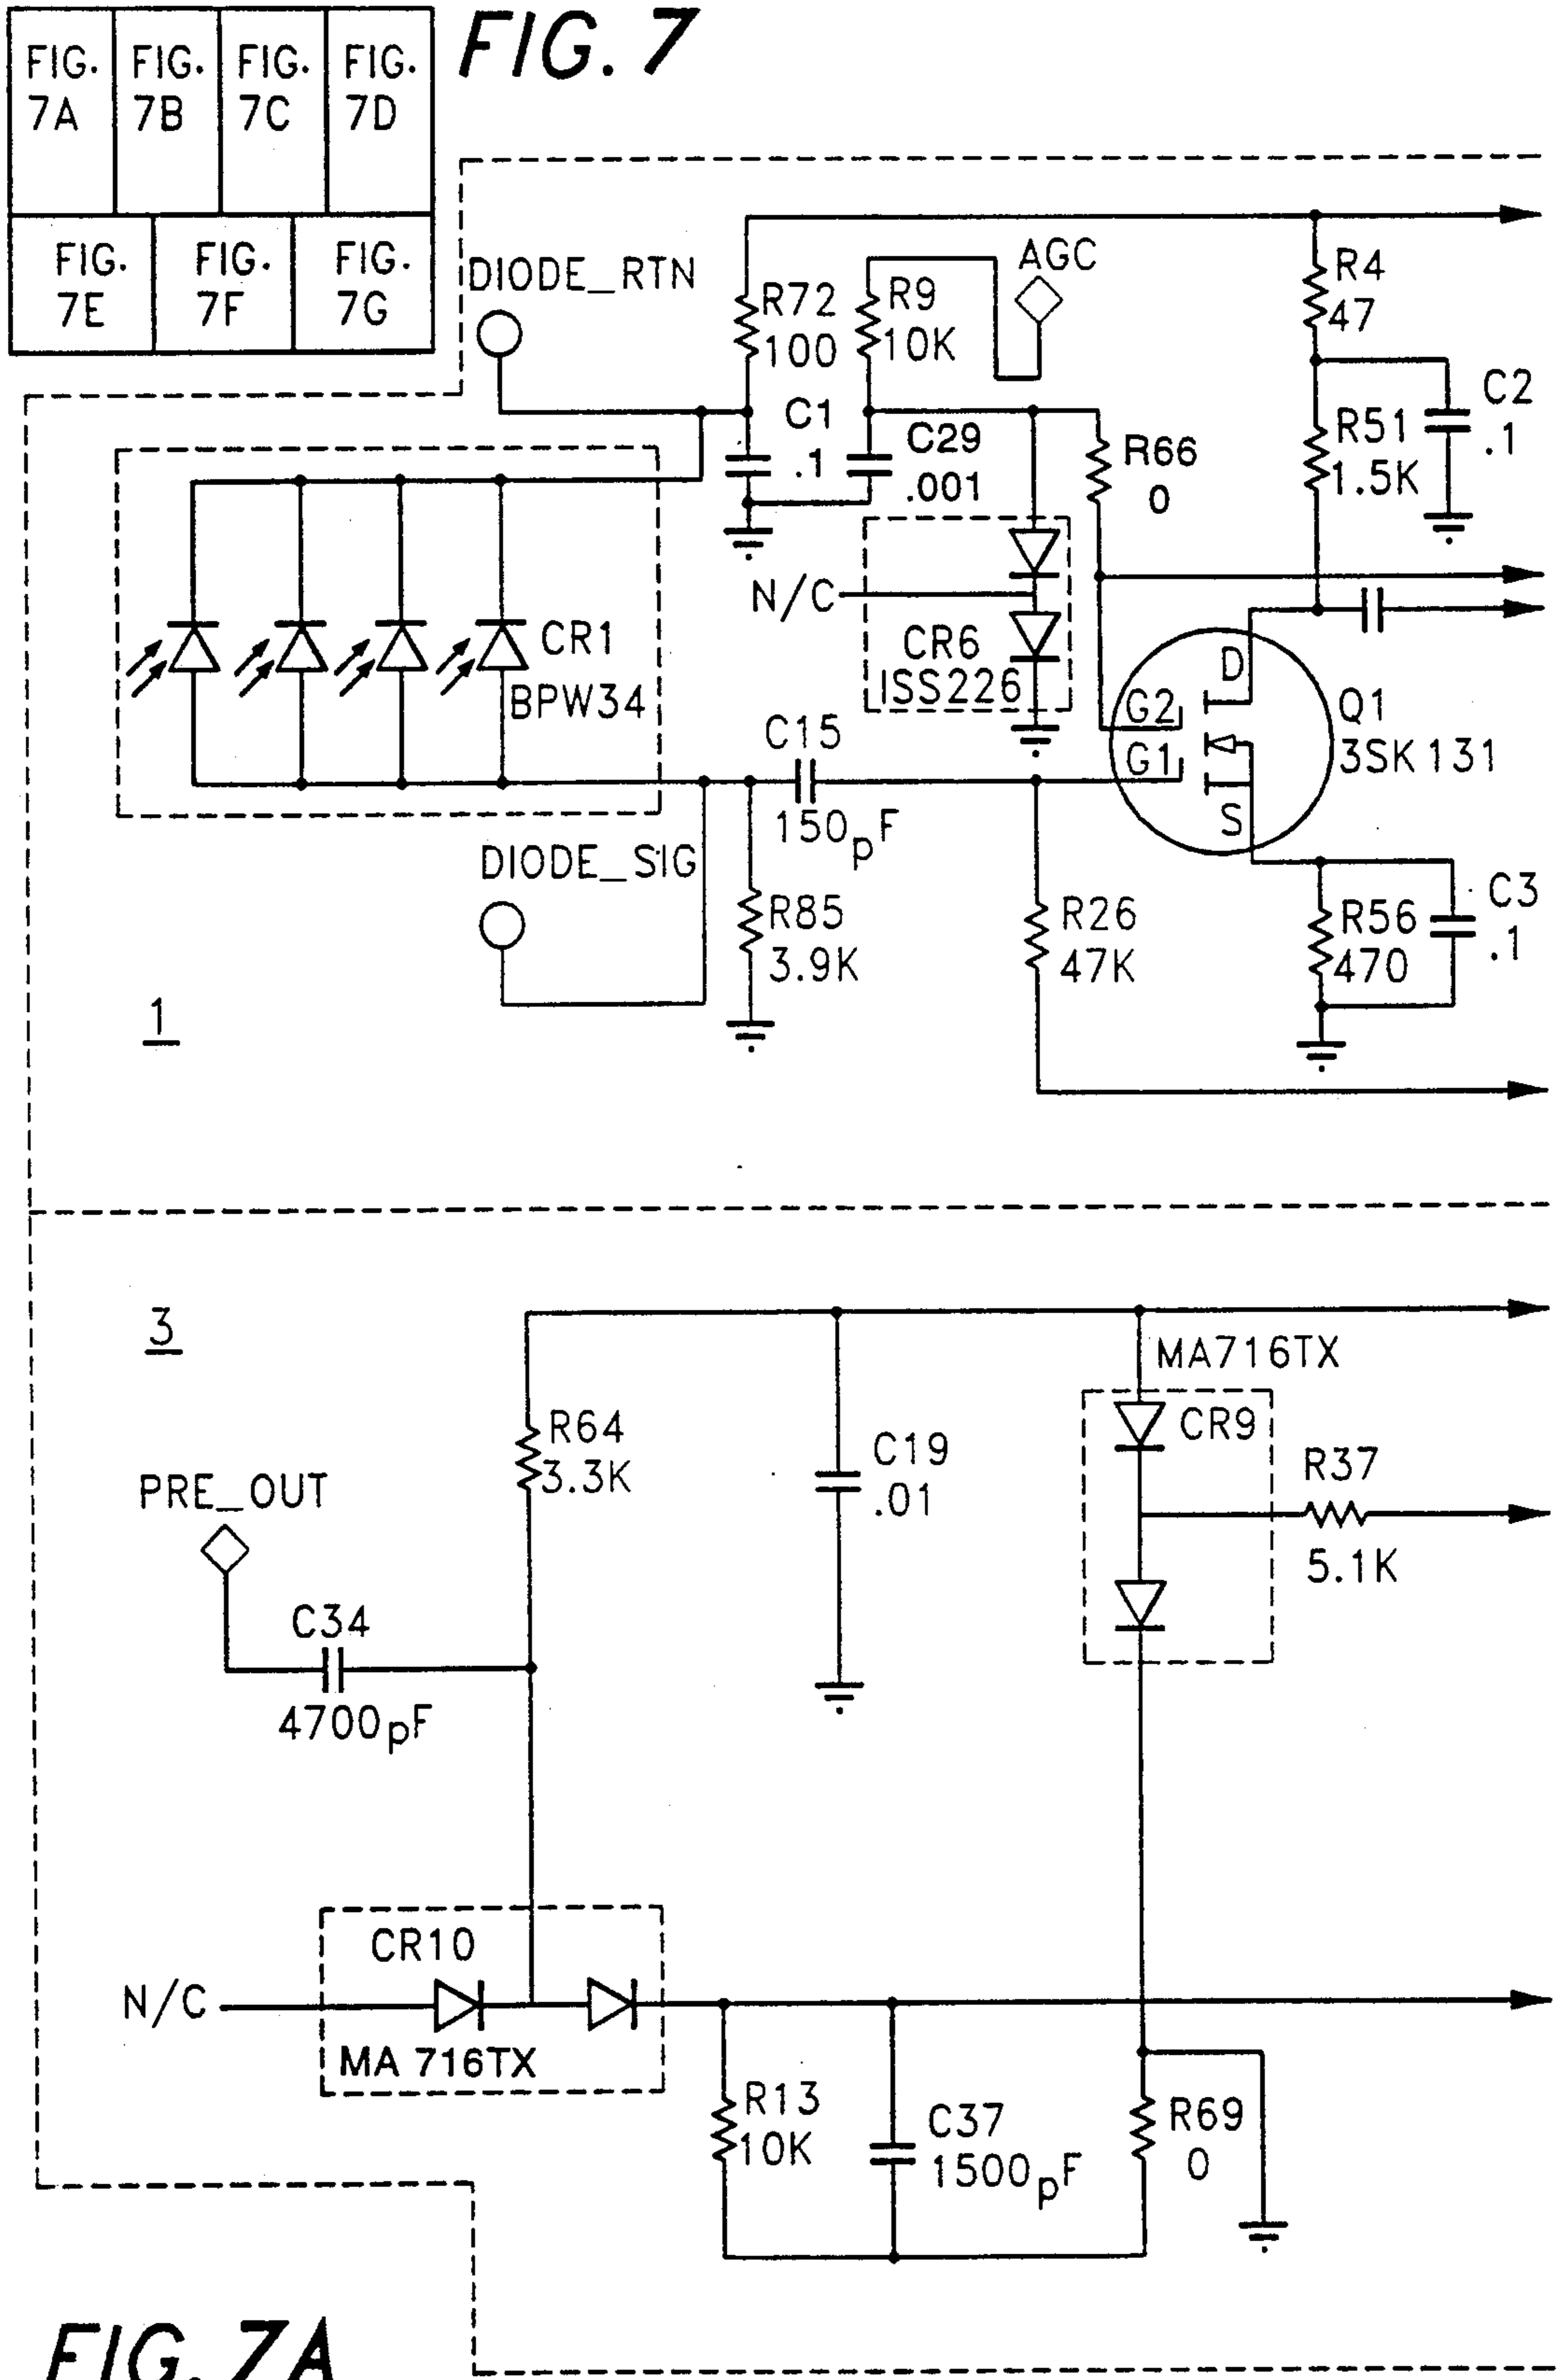 FIG. 7
FIG. 7A
FIG. 7B
FIG. 7C
FIG. 7D
FIG. 7E
FIG. 7F
FIG. 7G
DIODE_RTN
R72
100
R9
10K
AGC
R4
47
C1
.1
C29
.001
R66
0
R51
1.5K
C2
.1
N/C
CR6
ISS226
CR1
BPW34
D
G2
G1
S
Q1
3SK131
C15
150pF
DIODE_SIG
R85
3.9K
R26
47K
R56
470
C3
.1
1
3
MA716TX
CR9
R64
3.3K
C19
.01
R37
5.1K
PRE_OUT
C34
4700pF
CR10
N/C
MA 716TX
R13
10K
C37
1500pF
R69
0
FIG. 7A